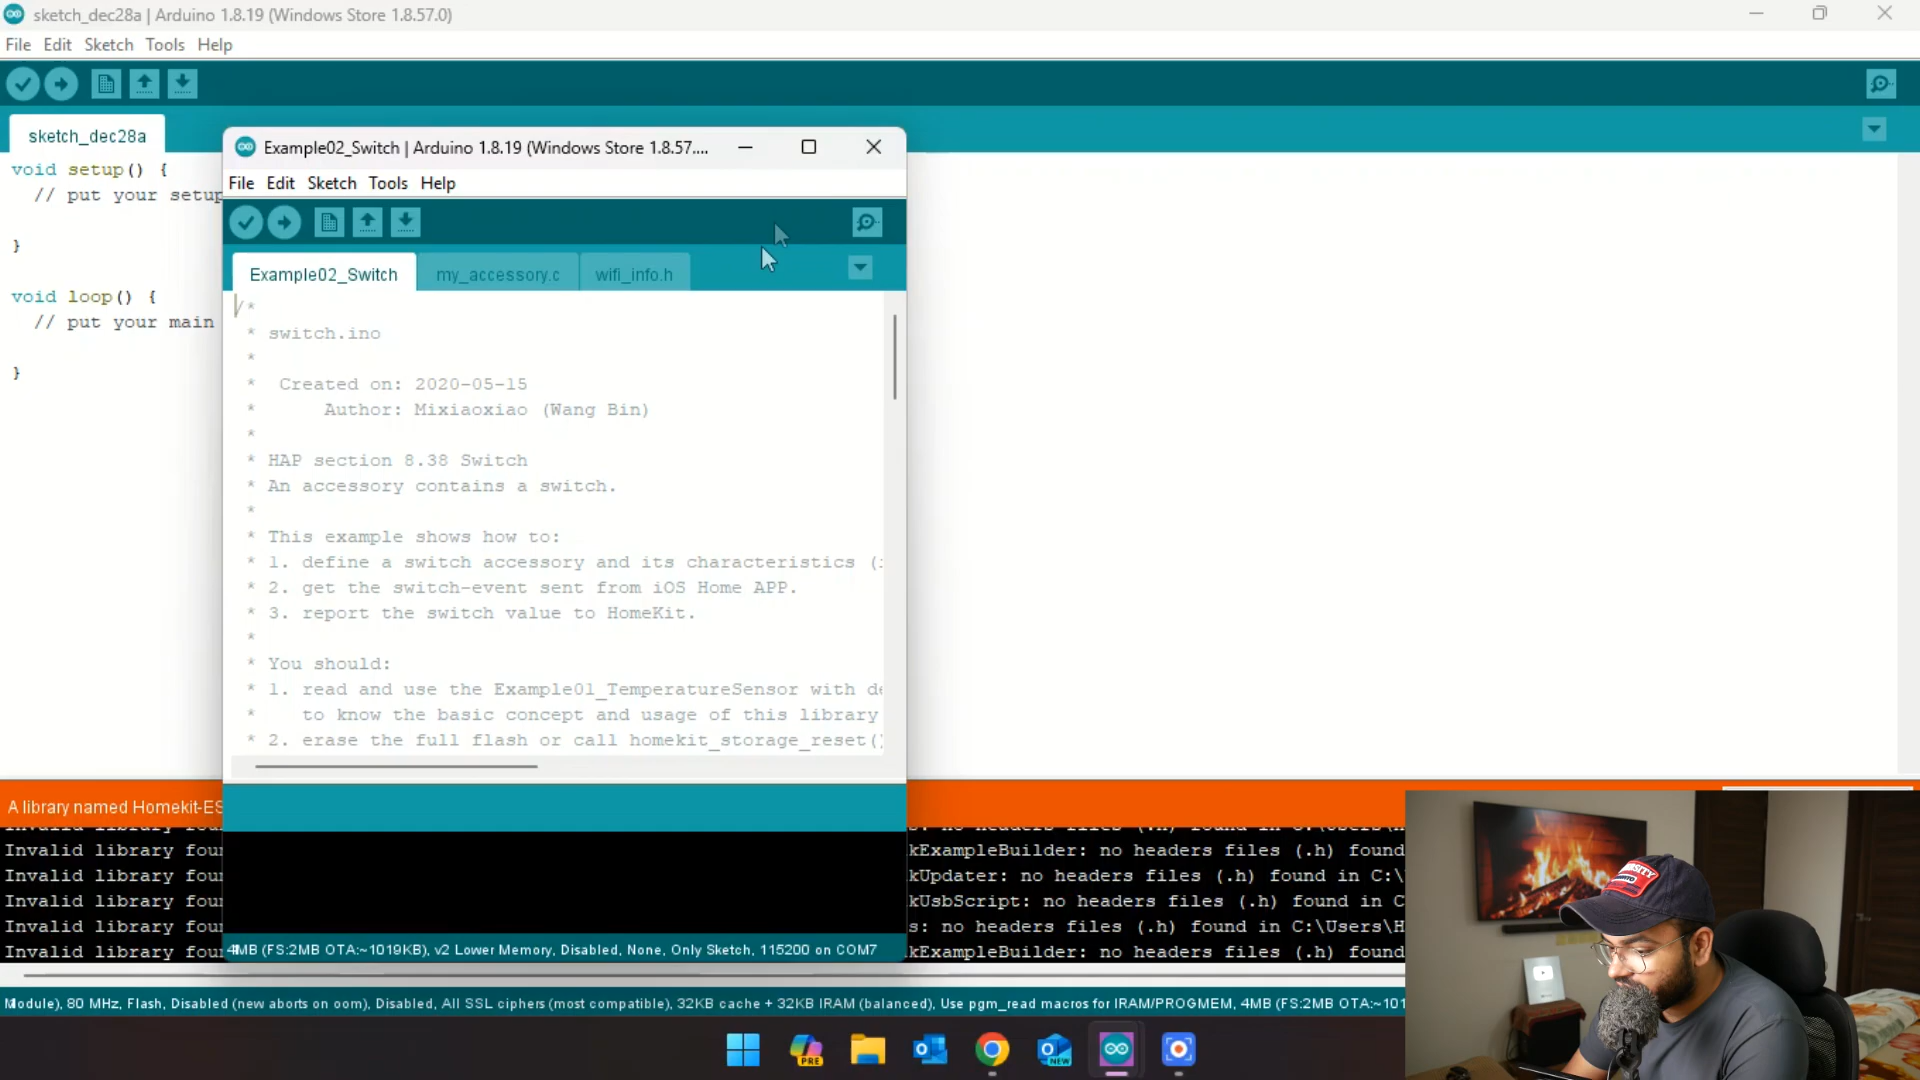 sketch_dec28a | Arduino 1.8.19 (Windows Store 1.8.57.0)
File Edit Sketch Tools Help
sketch_dec28a
void setup() {
// put your setup
}
void loop() {
// put your main
}
Example02_Switch | Arduino 1.8.19 (Windows Store 1.8.57....
File Edit Sketch Tools Help
Example02_Switch my_accessory.c wifi_info.h
/*
* switch.ino
*
* Created on: 2020-05-15
* Author: Mixiaoxiao (Wang Bin)
*
* HAP section 8.38 Switch
* An accessory contains a switch.
*
* This example shows how to:
* 1. define a switch accessory and its characteristics (
* 2. get the switch-event sent from iOS Home APP.
* 3. report the switch value to HomeKit.
*
* You should:
* 1. read and use the Example01_TemperatureSensor with de
* to know the basic concept and usage of this library
* 2. erase the full flash or call homekit_storage_reset()
A library named Homekit-ES
Invalid library fou
Invalid library fou kExampleBuilder: no headers files (.h) found
Invalid library fou kUpdater: no headers files (.h) found in C:\
Invalid library fou kUsbScript: no headers files (.h) found in C
Invalid library fou s: no headers files (.h) found in C:\Users\H
Invalid library fou kExampleBuilder: no headers files (.h) found
4MB (FS:2MB OTA:~1019KB), v2 Lower Memory, Disabled, None, Only Sketch, 115200 on COM7
Module), 80 MHz, Flash, Disabled (new aborts on oom), Disabled, All SSL ciphers (most compatible), 32KB cache + 32KB IRAM (balanced), Use pgm_read macros for IRAM/PROGMEM, 4MB (FS:2MB OTA:~101
PRE
NEW